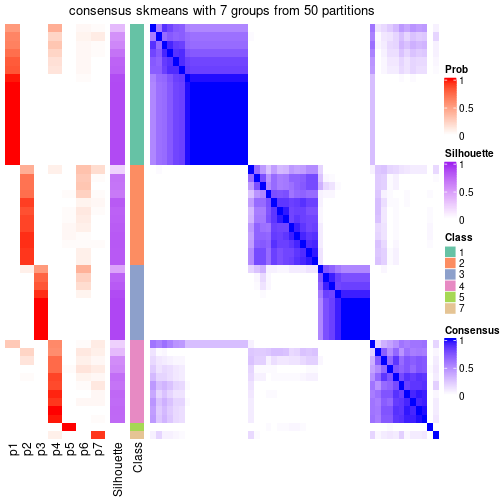 consensus skmeans with 7 groups from 50 partitions
Prob
1
0.5
0
Silhouette
1
0.5
0
Class
1
2
3
4
5
7
Consensus
1
0.5
0
p1
p2
p3
p4
p5
p6
p7
Silhouette
Class